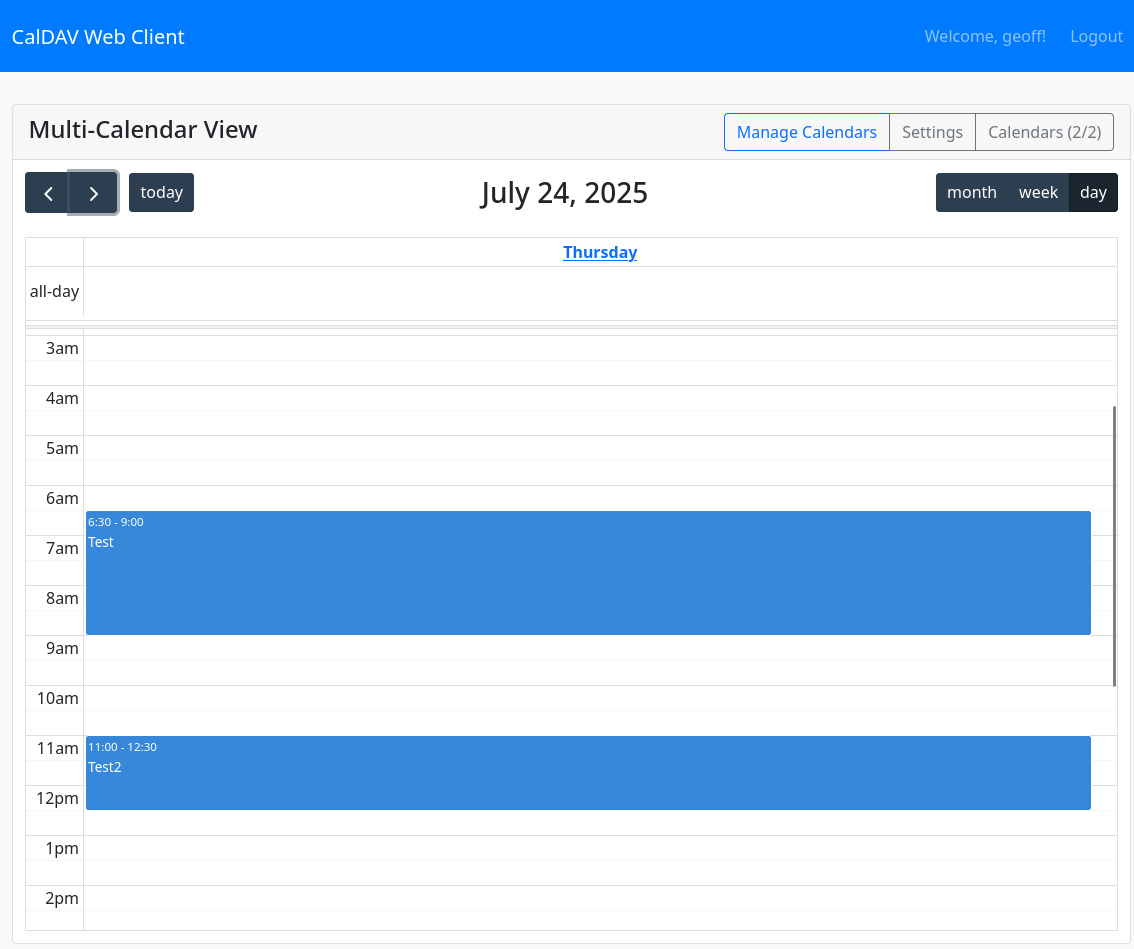 CalDAV Web Client
Welcome, geoff! Logout
Multi-Calendar View
Manage Calendars Settings Calendars (2/2)
today
July 24, 2025
month week day
Thursday
all-day
3am
4am
5am
6am
6:30 - 9:00
Test
7am
8am
9am
10am
11am
11:00 - 12:30
Test2
12pm
1pm
2pm